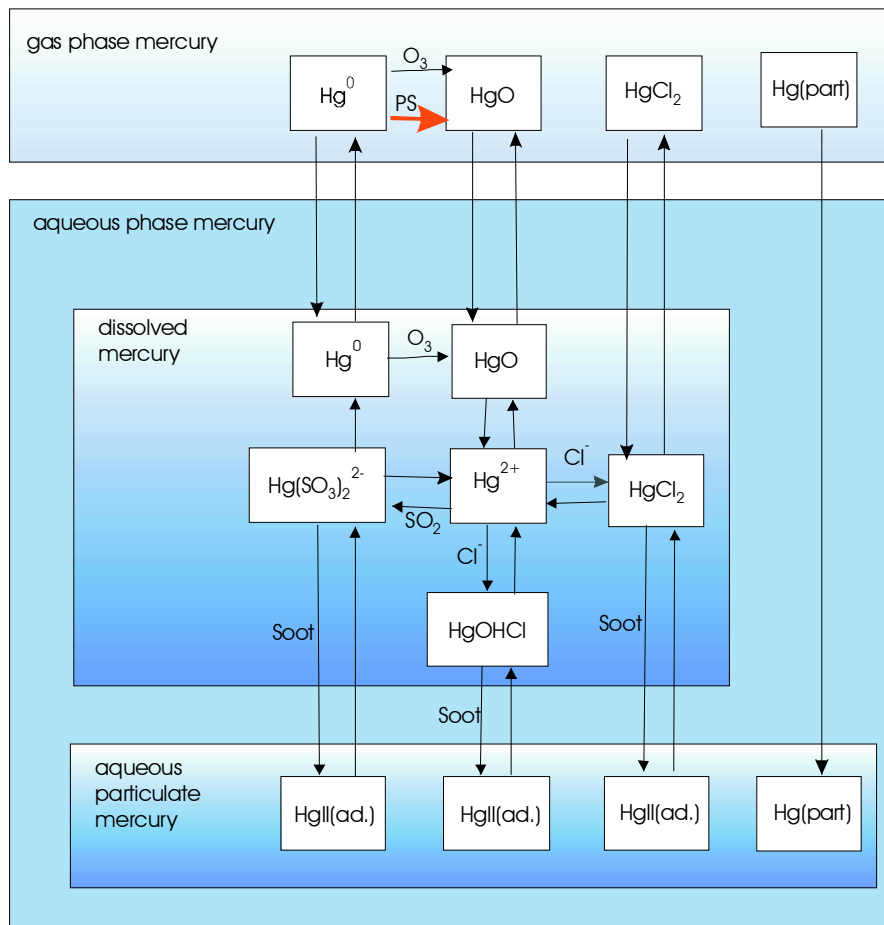 gas phase mercury
O₃
Hg⁰
PS
HgO
HgCl₂
Hg(part)
aqueous phase mercury
dissolved
mercury
Hg⁰
O₃
HgO
Hg(SO₃)₂²⁻
Hg²⁺
Cl⁻
HgCl₂
SO₂
Cl⁻
HgOHCl
Soot
Soot
Soot
aqueous
particulate
mercury
HgII(ad.)
HgII(ad.)
HgII(ad.)
Hg(part)